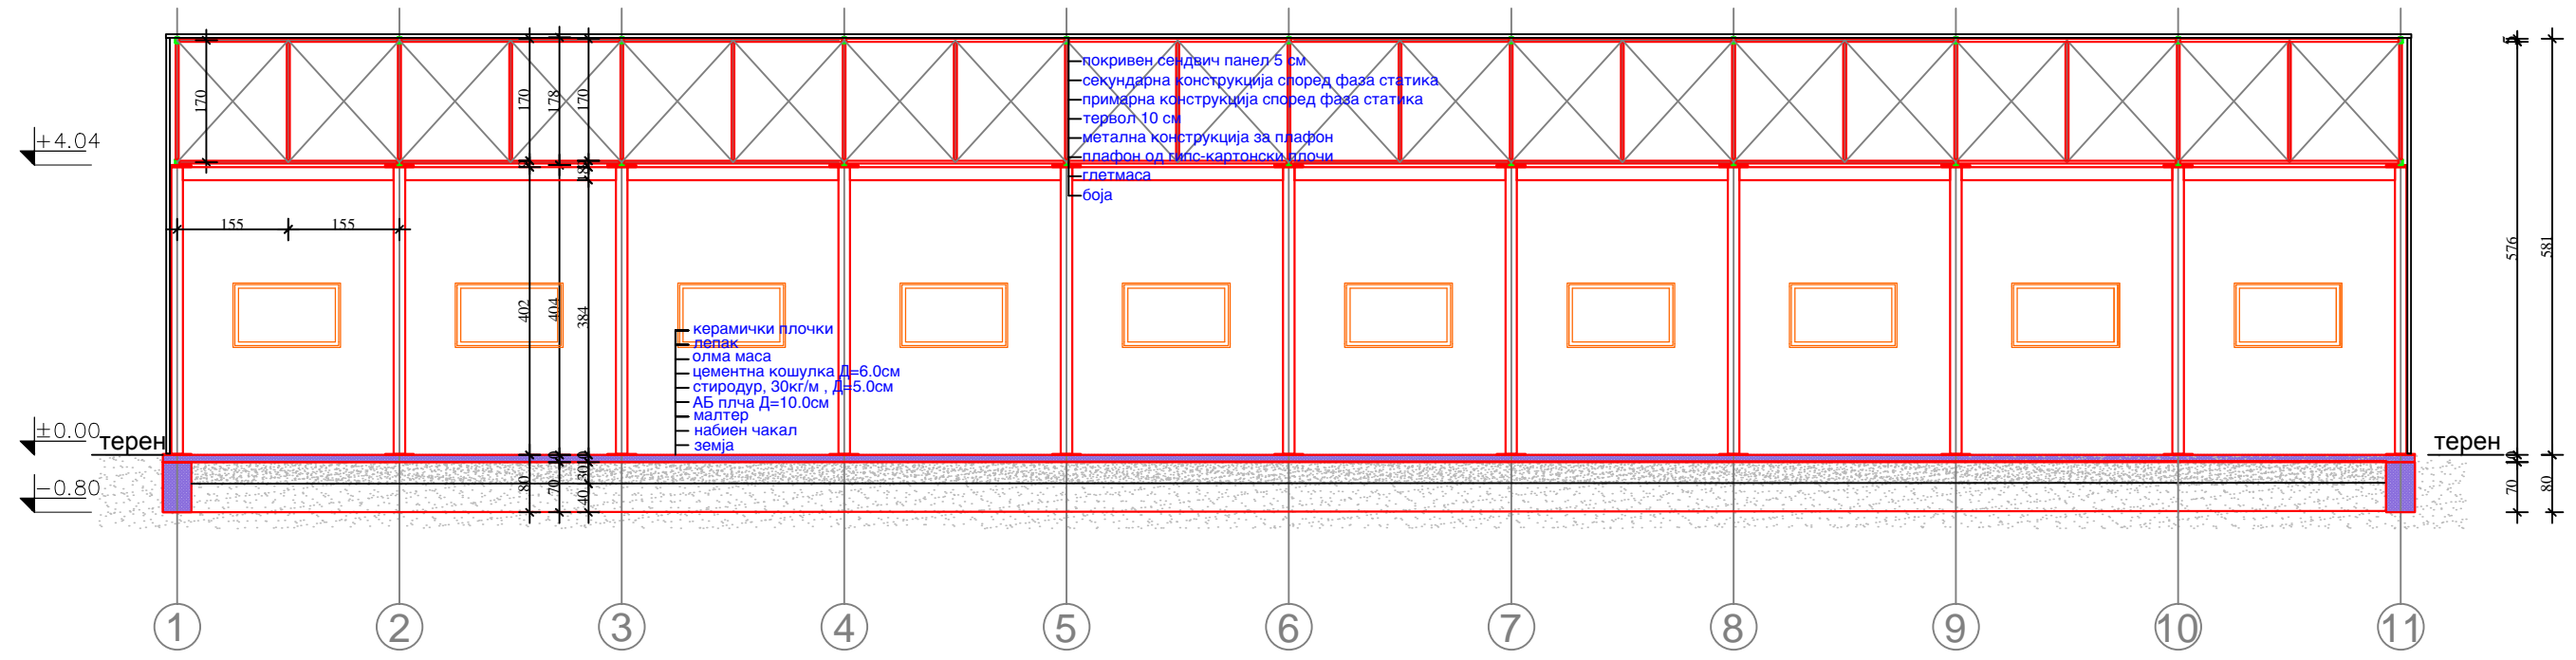 покривен сендвич панел 5 см
секундарна конструкција според фаза статика
примарна конструкција според фаза статика
тервол 10 см
метална конструкција за плафон
плафон од гипс-картонски плочи
глетмаса
боја
170
170
178
170
18
+4.04
155
155
402
404
384
576
581
керамички плочки
лепак
олма маса
цементна кошулка Д=6.0см
стиродур, 30кг/м , Д=5.0см
АБ плча Д=10.0см
малтер
набиен чакал
земја
±0.00
терен
терен
-0.80
80
70
30
40
10
70
80
1
2
3
4
5
6
7
8
9
10
11